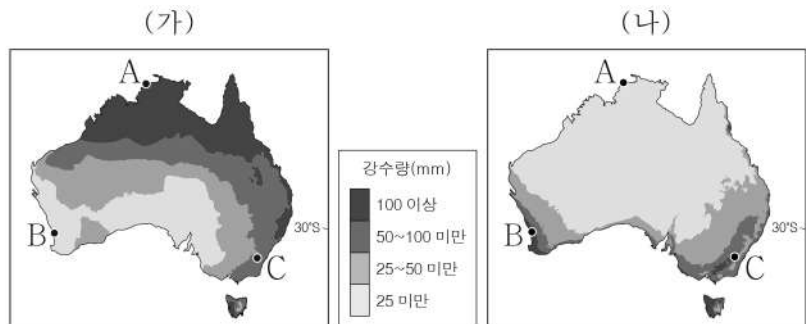 (가)
(나)
A
B
C
강수량(mm)
100 이상
50~100 미만
25~50 미만
25 미만
30°S
A
B
C
30°S